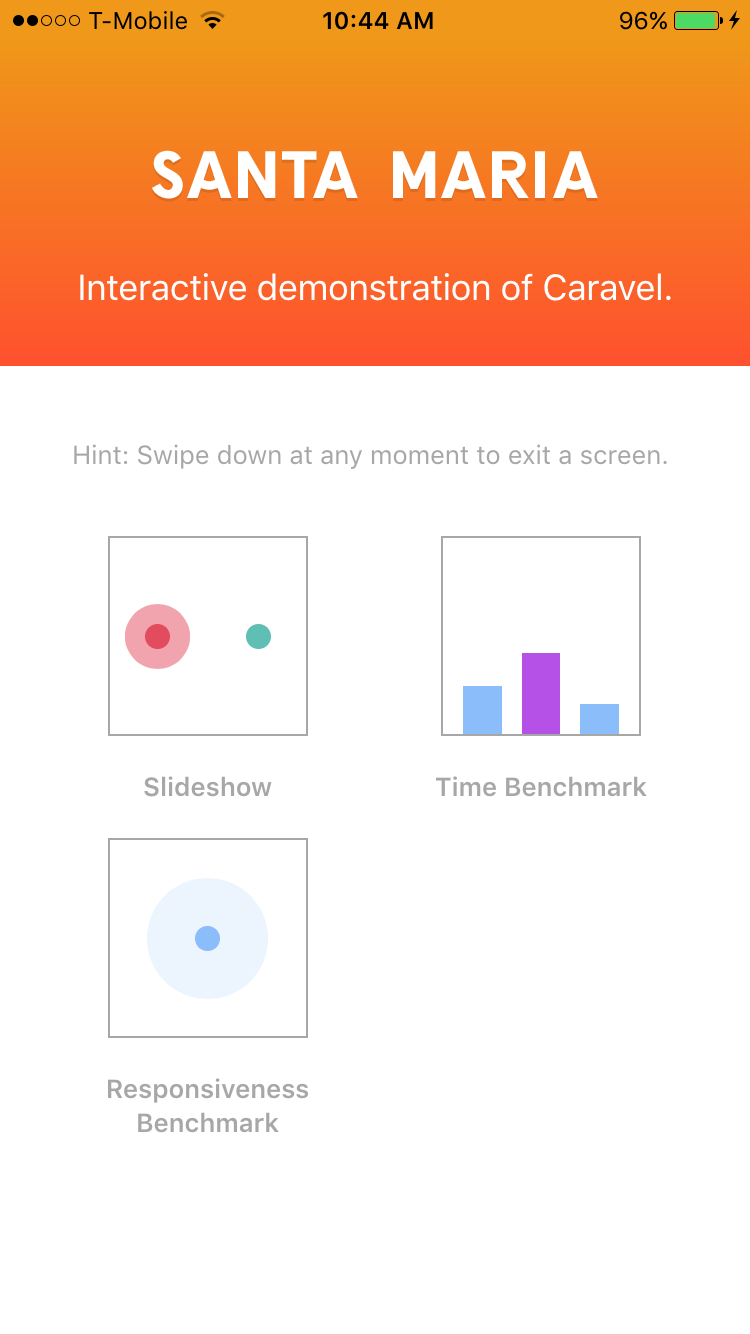 T-Mobile 10:44 AM 96%
SANTA MARIA
Interactive demonstration of Caravel.
Hint: Swipe down at any moment to exit a screen.
Slideshow
Time Benchmark
Responsiveness
Benchmark